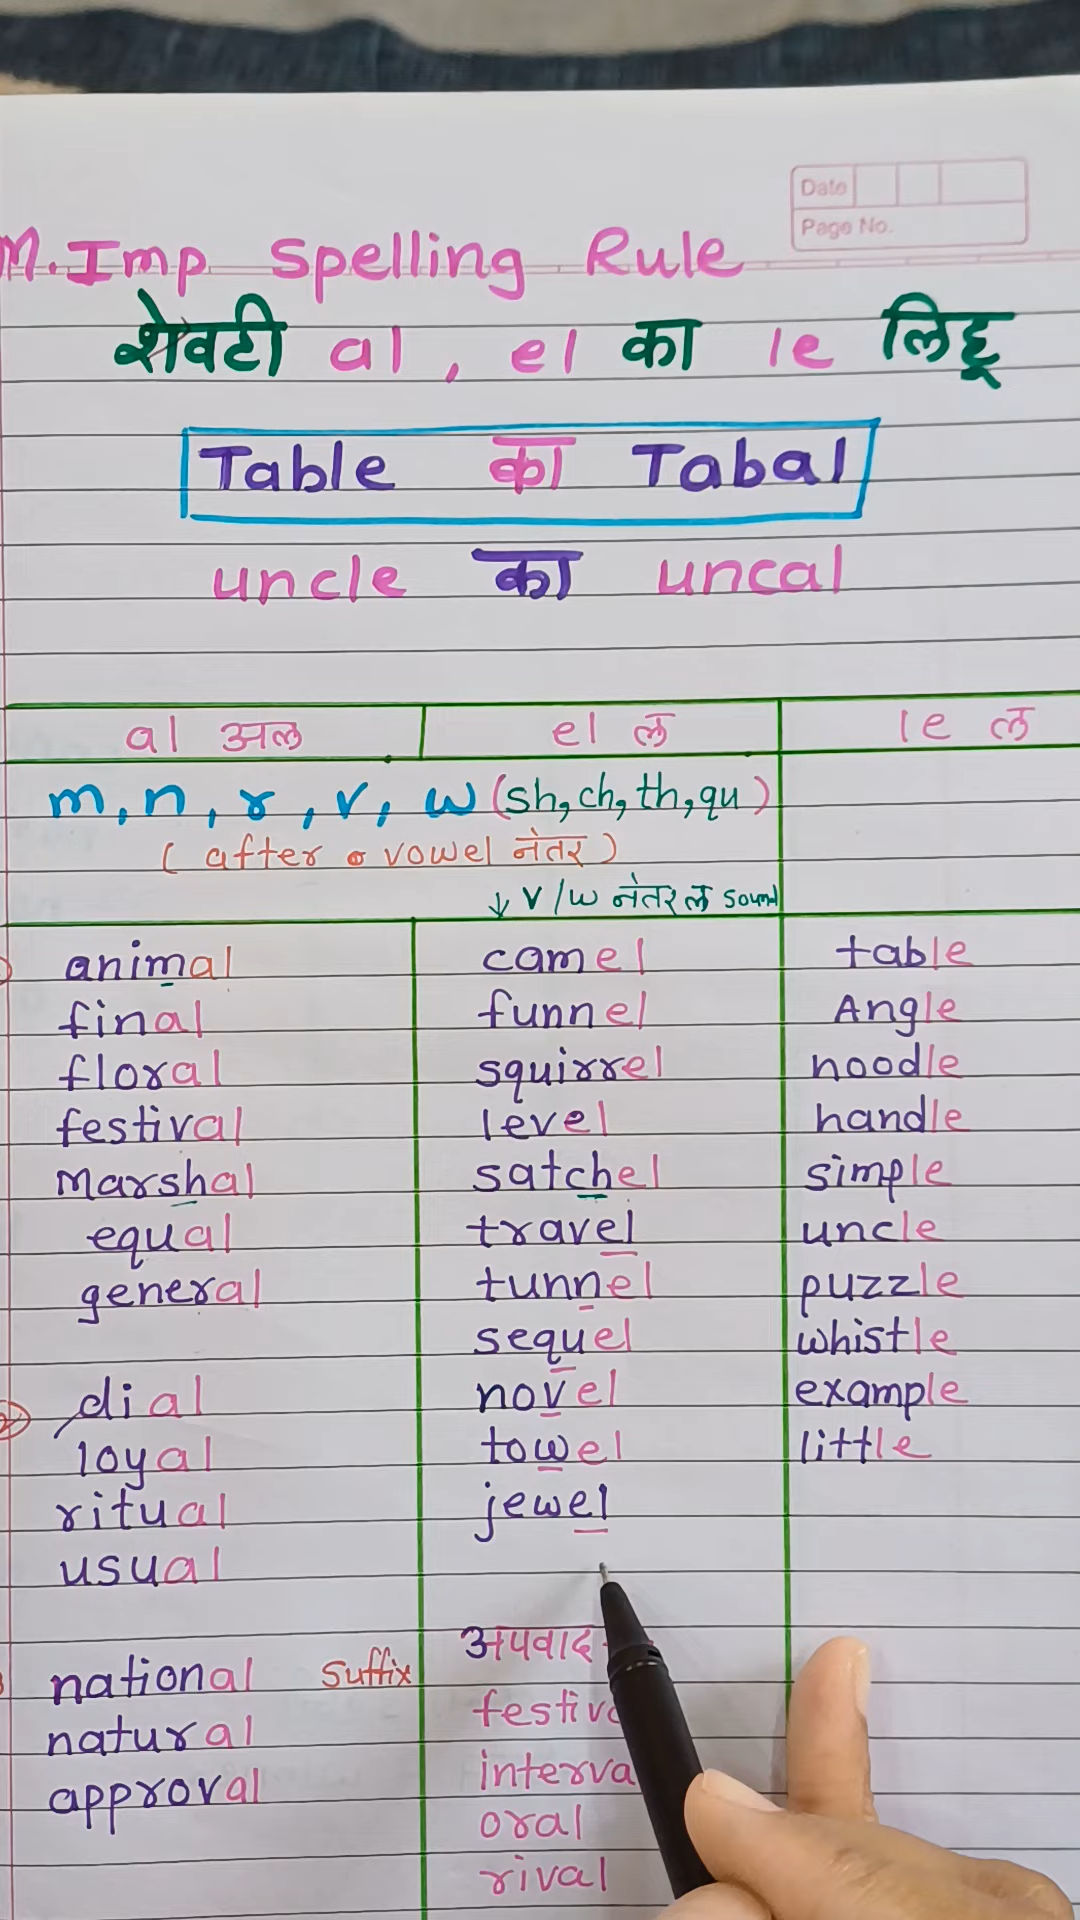 Date
Page No.
M. Imp. Spelling Rule
शेवटी al, el का le लिहू
Table का Tabal
uncle का uncal
al अल el ल le ल
m, n, r, v, w (sh, ch, th, qu)
(after vowel नंतर)
↓ v/w नंतर ल sound
animal camel table
final funnel Angle
floral squirrel noodle
festival level handle
Marshal satchel simple
equal travel uncle
general tunnel puzzle
sequel whistle
dial novel example
loyal towel little
ritual jewel
usual
अपवाद
national suffix
natural
approval
oral
rival